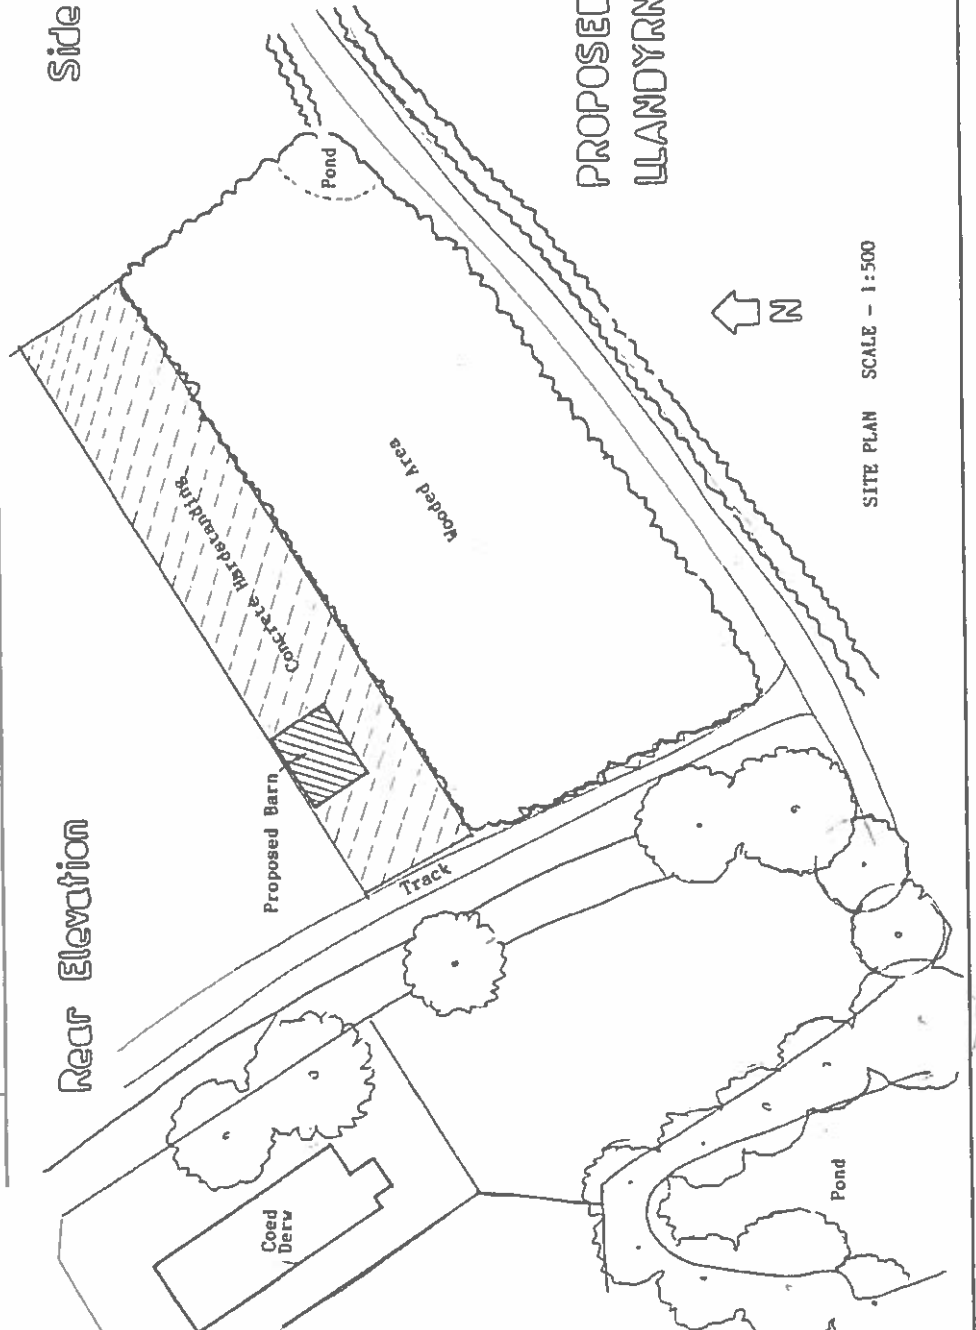 Rear Elevation
Side
Proposed Barn
Concrete Hardstanding
Wooded Area
Pond
Track
Coed
Derw
Pond
N
SITE PLAN SCALE - 1:500
PROPOSED
LLANDYRN